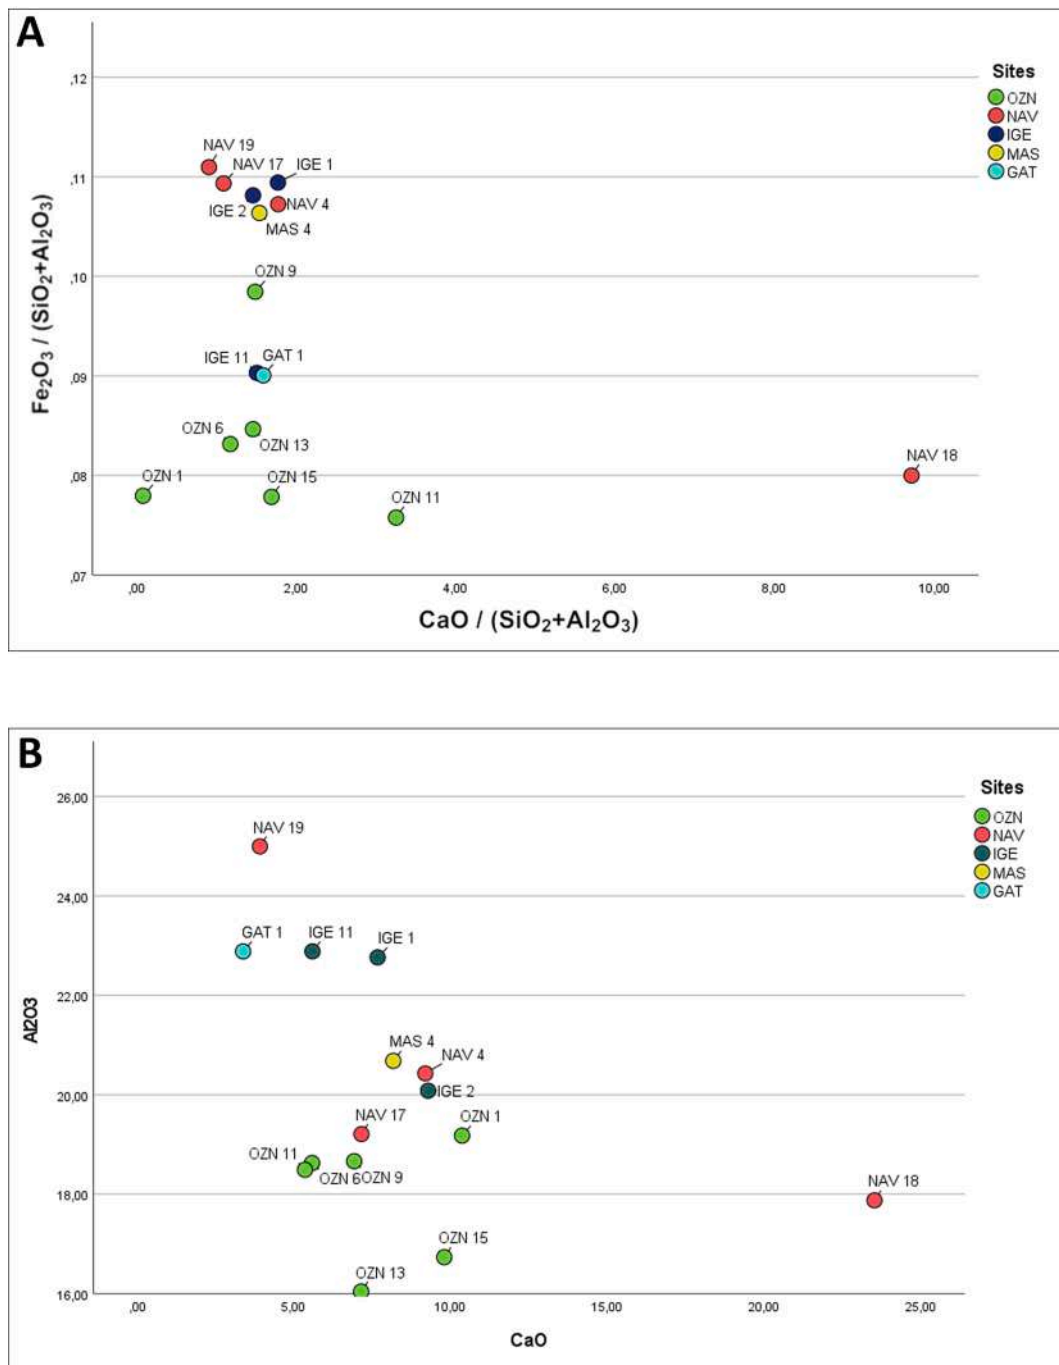 A
Sites
OZN
NAV
IGE
MAS
GAT
Fe₂O₃ / (SiO₂+Al₂O₃)
,12
,11
,10
,09
,08
,07
NAV 19
NAV 17
IGE 1
IGE 2
NAV 4
MAS 4
OZN 9
IGE 11
GAT 1
OZN 6
OZN 13
OZN 1
OZN 15
OZN 11
NAV 18
,00 2,00 4,00 6,00 8,00 10,00
CaO / (SiO₂+Al₂O₃)
B
Sites
OZN
NAV
IGE
MAS
GAT
Al2O3
26,00
24,00
22,00
20,00
18,00
16,00
NAV 19
GAT 1
IGE 11
IGE 1
MAS 4
NAV 4
IGE 2
NAV 17
OZN 1
OZN 11
OZN 6
OZN 9
NAV 18
OZN 15
OZN 13
,00 5,00 10,00 15,00 20,00 25,00
CaO